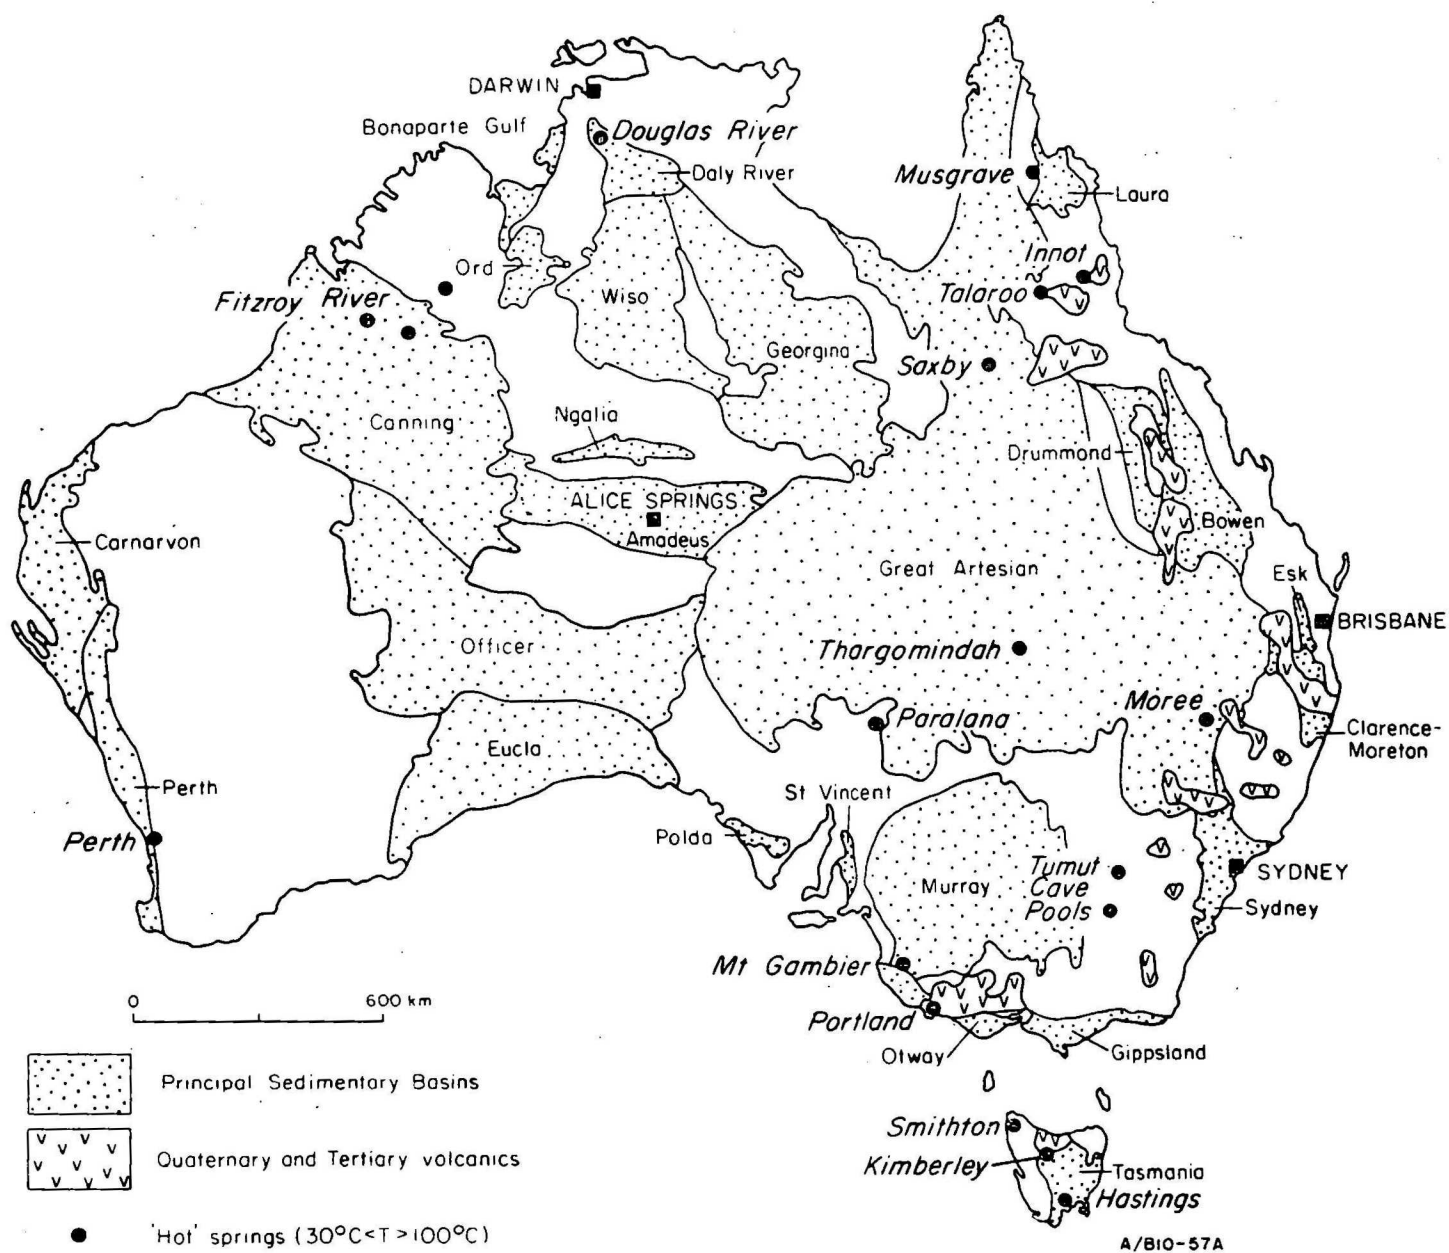 DARWIN
Bonaparte Gulf
Douglas River
Daly River
Musgrave
Laura
Ord
Innot
Fitzroy River
Wiso
Talaroo
Georgina
Saxby
Canning
Ngalia
Drummond
ALICE SPRINGS
Amadeus
Bowen
Carnarvon
Great Artesian
Esk
BRISBANE
Officer
Thargomindah
Moree
Paralana
Clarence-
Moreton
Eucla
Perth
St Vincent
Perth
Polda
Tumut
Cave
Pools
Murray
SYDNEY
Sydney
Mt Gambier
0 600 km
Portland
Otway
Gippsland
Principal Sedimentary Basins
Smithton
Quaternary and Tertiary volcanics
Kimberley
Tasmania
Hastings
'Hot' springs (30°C<T>100°C)
A/B10-57A